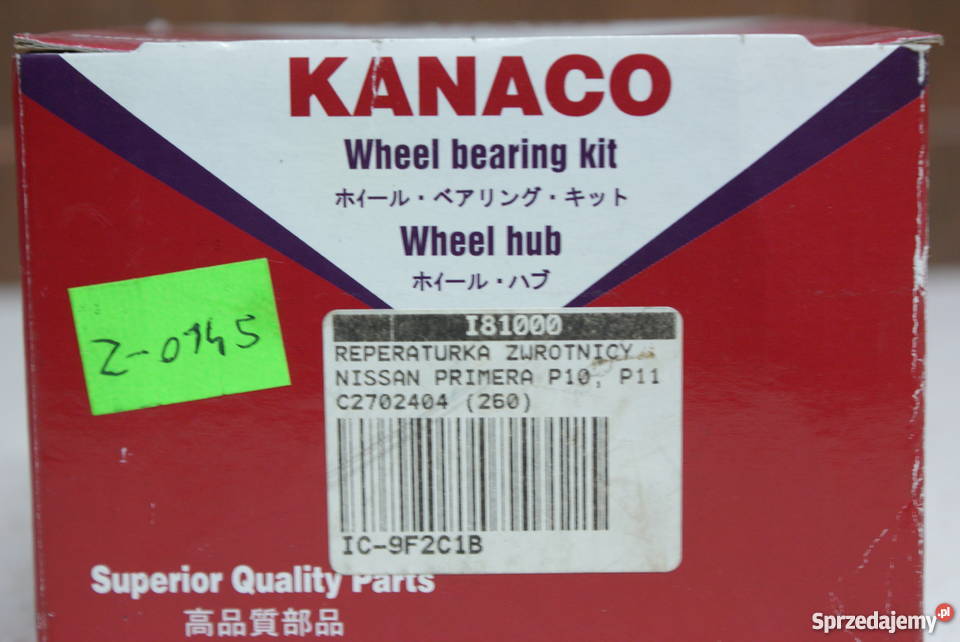 KANACO
Wheel bearing kit
ホイール・ベアリング・キット
Wheel hub
ホイール・ハブ
Z-0145
I81000
REPERATURKA ZWROTNICY
NISSAN PRIMERA P10, P11
C2702404 (260)
IC-9F2C1B
Superior Quality Parts
高品質部品
Sprzedajemy.pl